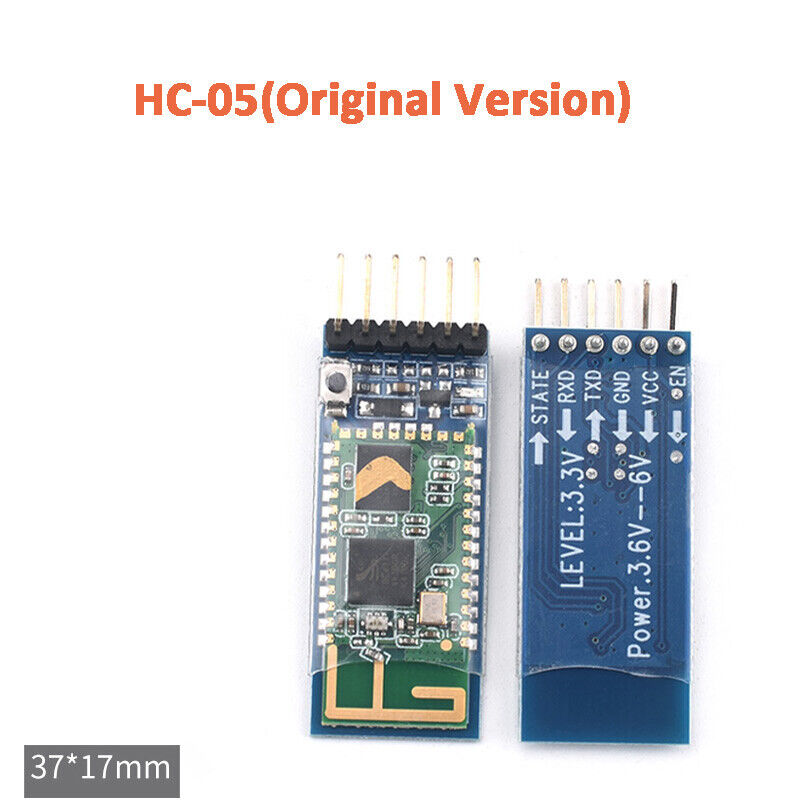 HC-05(Original Version)
STATE
RXD
TXD
GND
VCC
EN
LEVEL:3.3V
Power.3.6V--6V
37*17mm